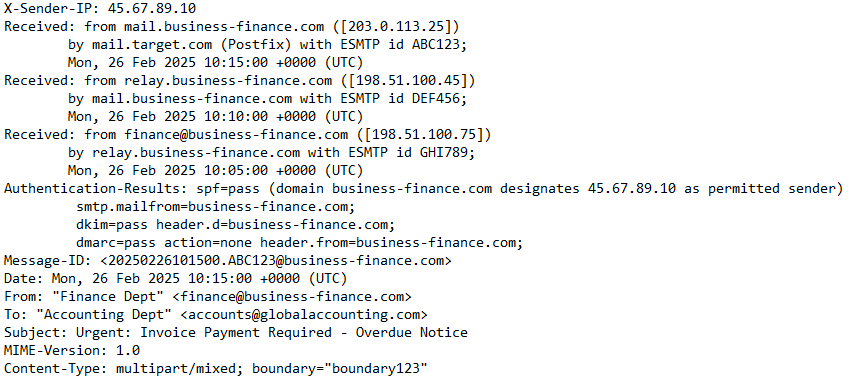 X-Sender-IP: 45.67.89.10
Received: from mail.business-finance.com ([203.0.113.25])
by mail.target.com (Postfix) with ESMTP id ABC123;
Mon, 26 Feb 2025 10:15:00 +0000 (UTC)
Received: from relay.business-finance.com ([198.51.100.45])
by mail.business-finance.com with ESMTP id DEF456;
Mon, 26 Feb 2025 10:10:00 +0000 (UTC)
Received: from finance@business-finance.com ([198.51.100.75])
by relay.business-finance.com with ESMTP id GHI789;
Mon, 26 Feb 2025 10:05:00 +0000 (UTC)
Authentication-Results: spf=pass (domain business-finance.com designates 45.67.89.10 as permitted sender)
smtp.mailfrom=business-finance.com;
dkim=pass header.d=business-finance.com;
dmarc=pass action=none header.from=business-finance.com;
Message-ID: <20250226101500.ABC123@business-finance.com>
Date: Mon, 26 Feb 2025 10:15:00 +0000 (UTC)
From: "Finance Dept" <finance@business-finance.com>
To: "Accounting Dept" <accounts@globalaccounting.com>
Subject: Urgent: Invoice Payment Required - Overdue Notice
MIME-Version: 1.0
Content-Type: multipart/mixed; boundary="boundary123"